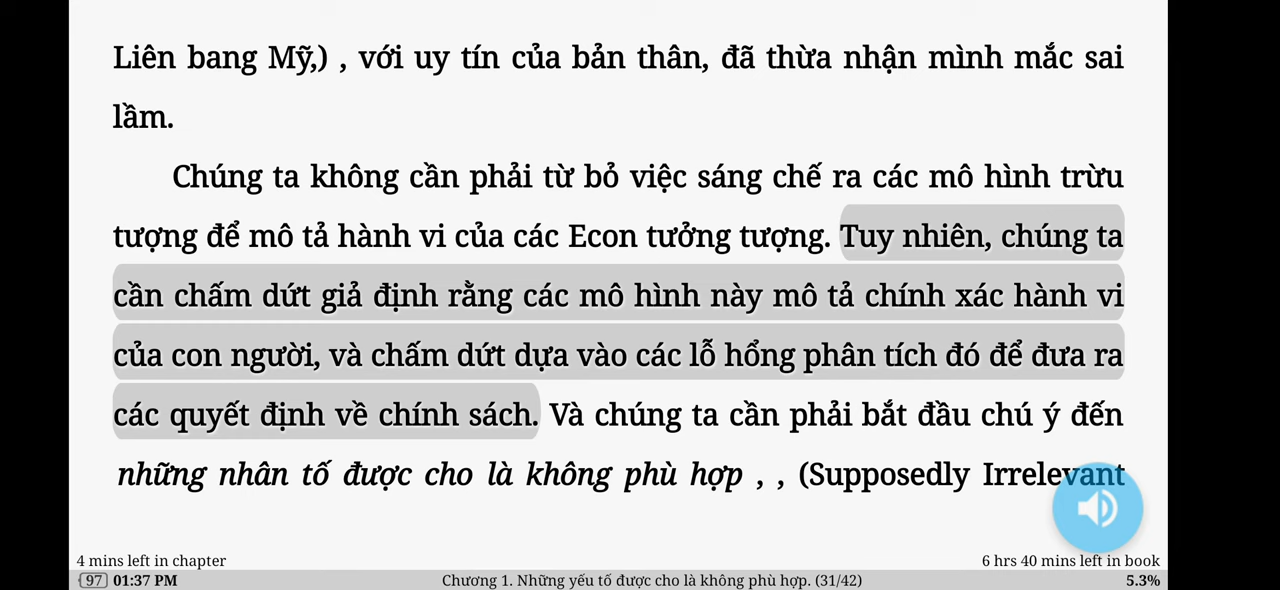 Liên bang Mỹ,) , với uy tín của bản thân, đã thừa nhận mình mắc sai
lầm.
Chúng ta không cần phải từ bỏ việc sáng chế ra các mô hình trừu
tượng để mô tả hành vi của các Econ tưởng tượng. Tuy nhiên, chúng ta
cần chấm dứt giả định rằng các mô hình này mô tả chính xác hành vi
của con người, và chấm dứt dựa vào các lỗ hổng phân tích đó để đưa ra
các quyết định về chính sách. Và chúng ta cần phải bắt đầu chú ý đến
những nhân tố được cho là không phù hợp , , (Supposedly Irrelevant
4 mins left in chapter
6 hrs 40 mins left in book
97 01:37 PM
Chương 1. Những yếu tố được cho là không phù hợp. (31/42)
5.3%